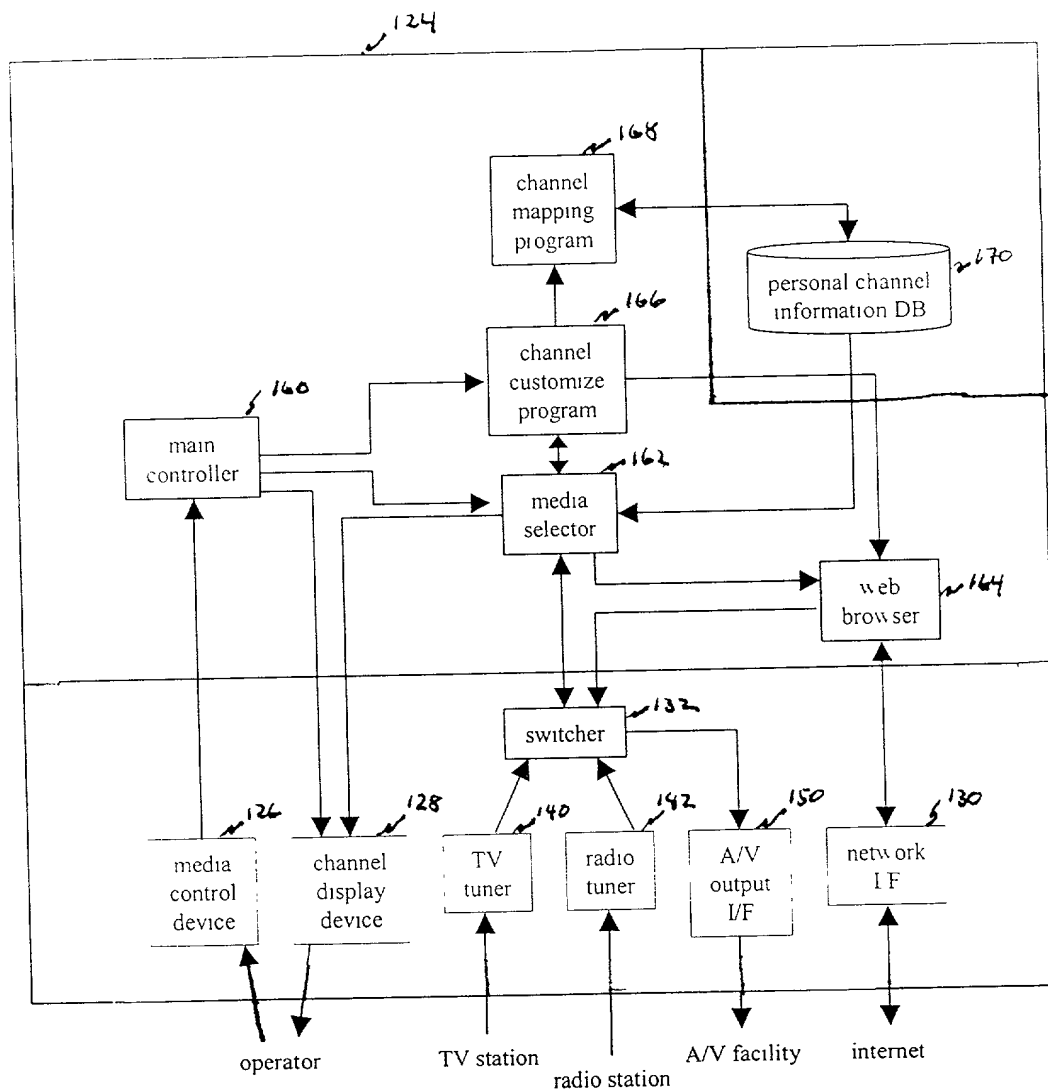 124
168
channel
mapping
program
170
personal channel
information DB
166
channel
customize
program
160
main
controller
162
media
selector
164
web
browser
132
switcher
126
media
control
device
128
channel
display
device
140
TV
tuner
142
radio
tuner
150
A/V
output
I/F
130
network
I F
operator
TV station
radio station
A/V facility
internet